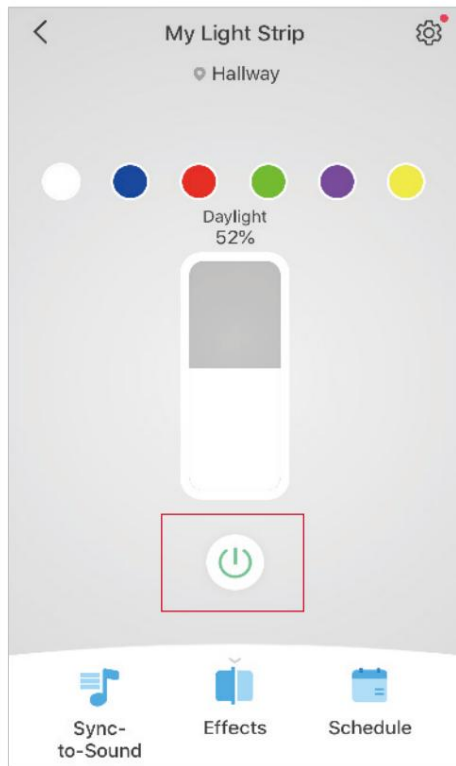 My Light Strip
Hallway
Daylight
52%
Sync-
to-Sound
Effects
Schedule